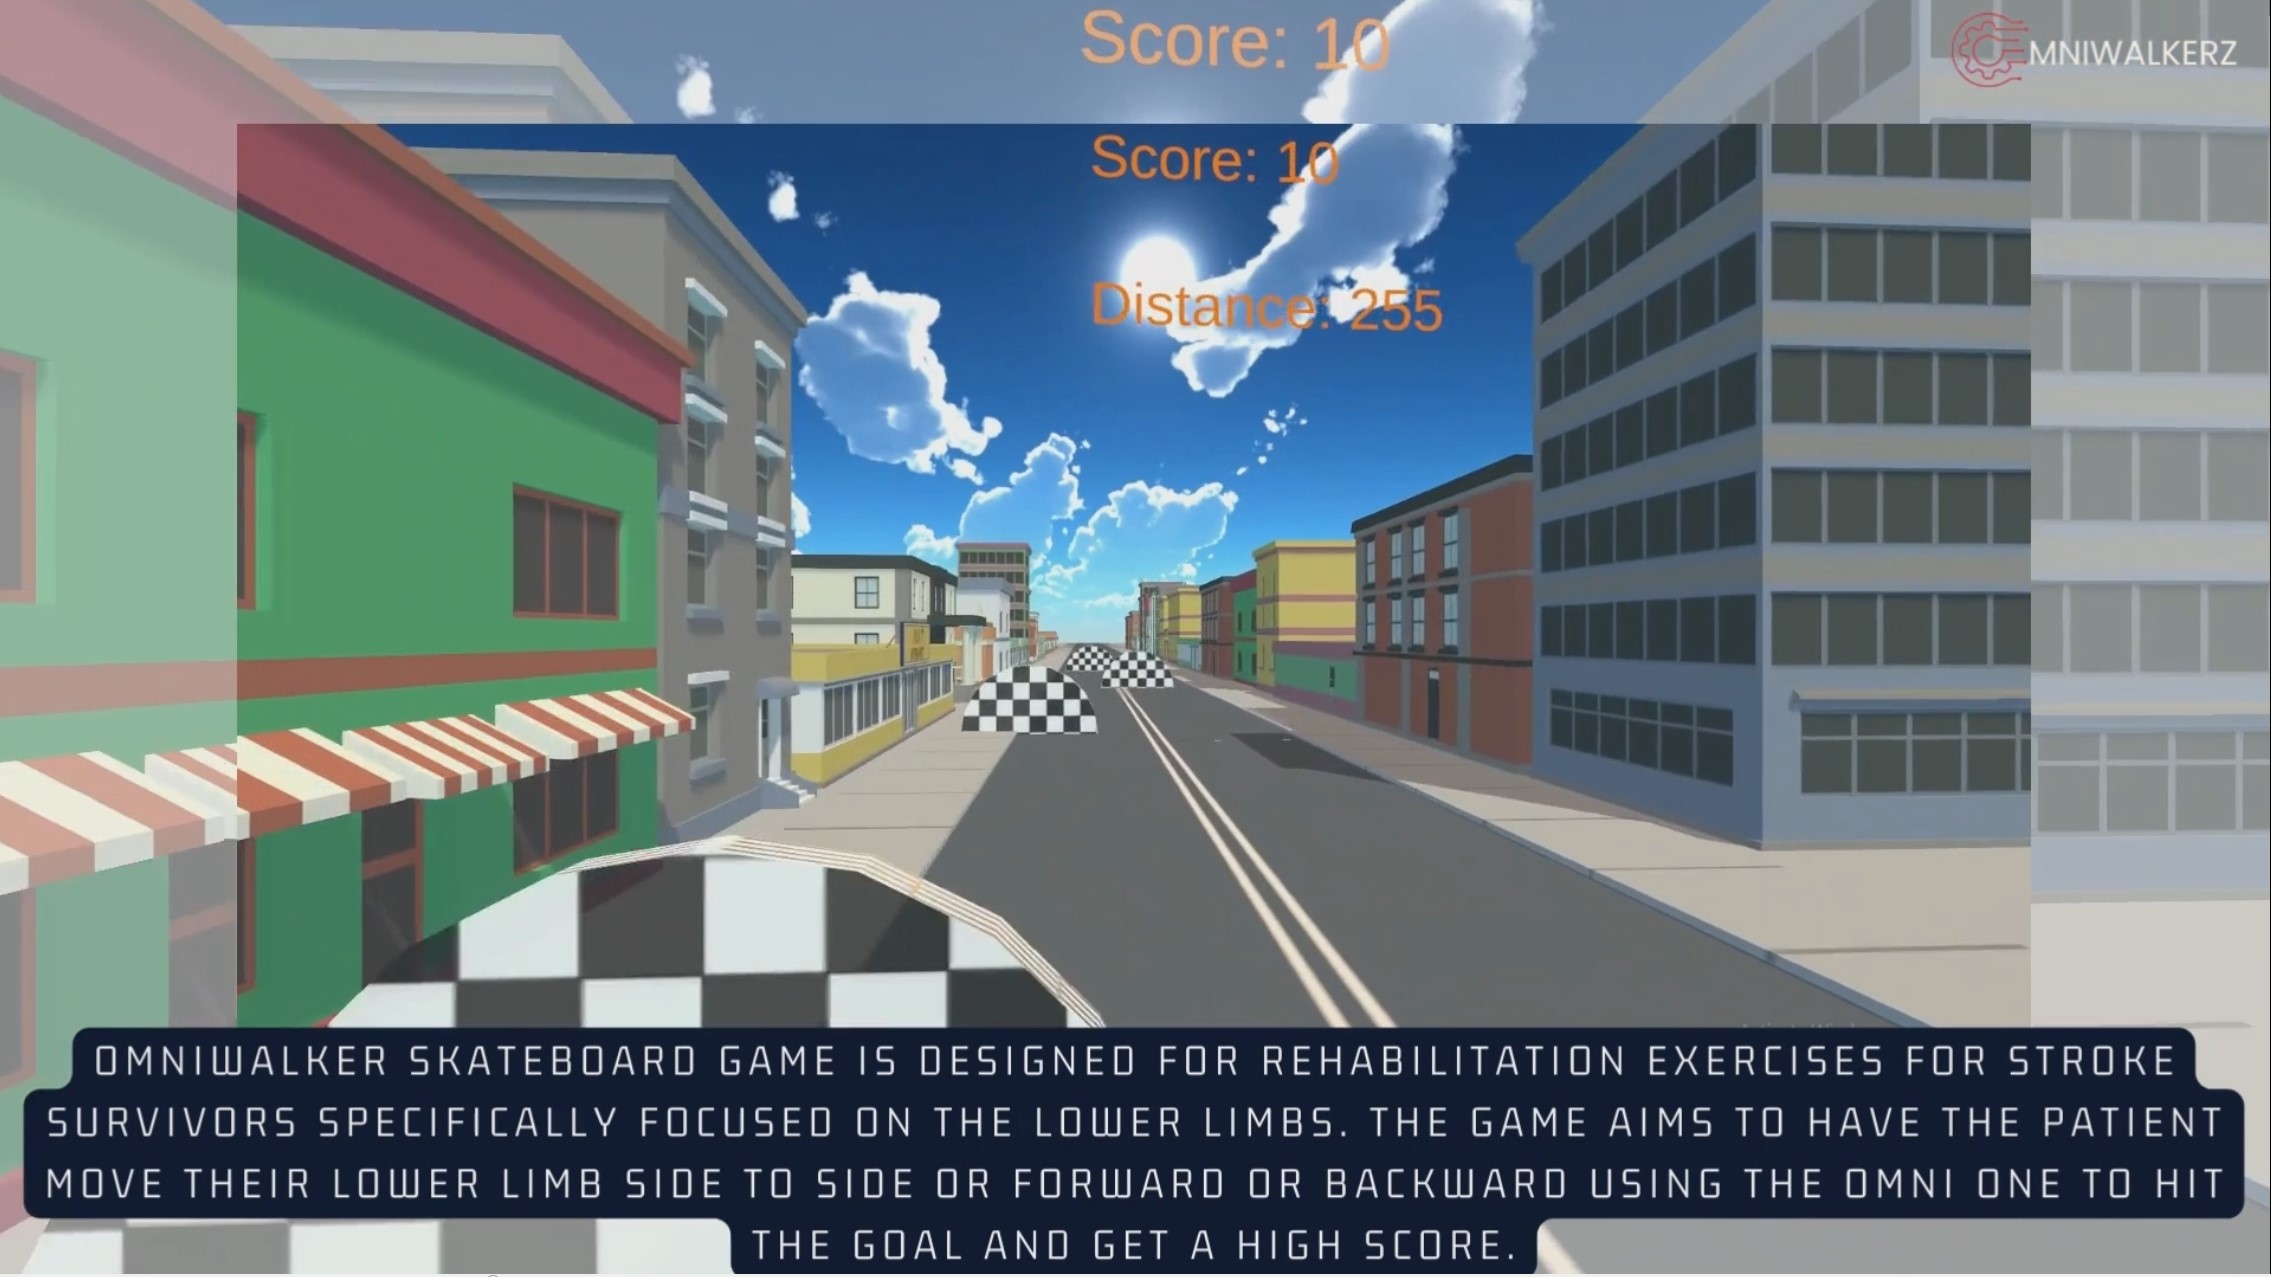 Score: 10
MNIWALKERZ
Score: 10
Distance: 255
OMNIWALKER SKATEBOARD GAME IS DESIGNED FOR REHABILITATION EXERCISES FOR STROKE
SURVIVORS SPECIFICALLY FOCUSED ON THE LOWER LIMBS. THE GAME AIMS TO HAVE THE PATIENT
MOVE THEIR LOWER LIMB SIDE TO SIDE OR FORWARD OR BACKWARD USING THE OMNI ONE TO HIT
THE GOAL AND GET A HIGH SCORE.